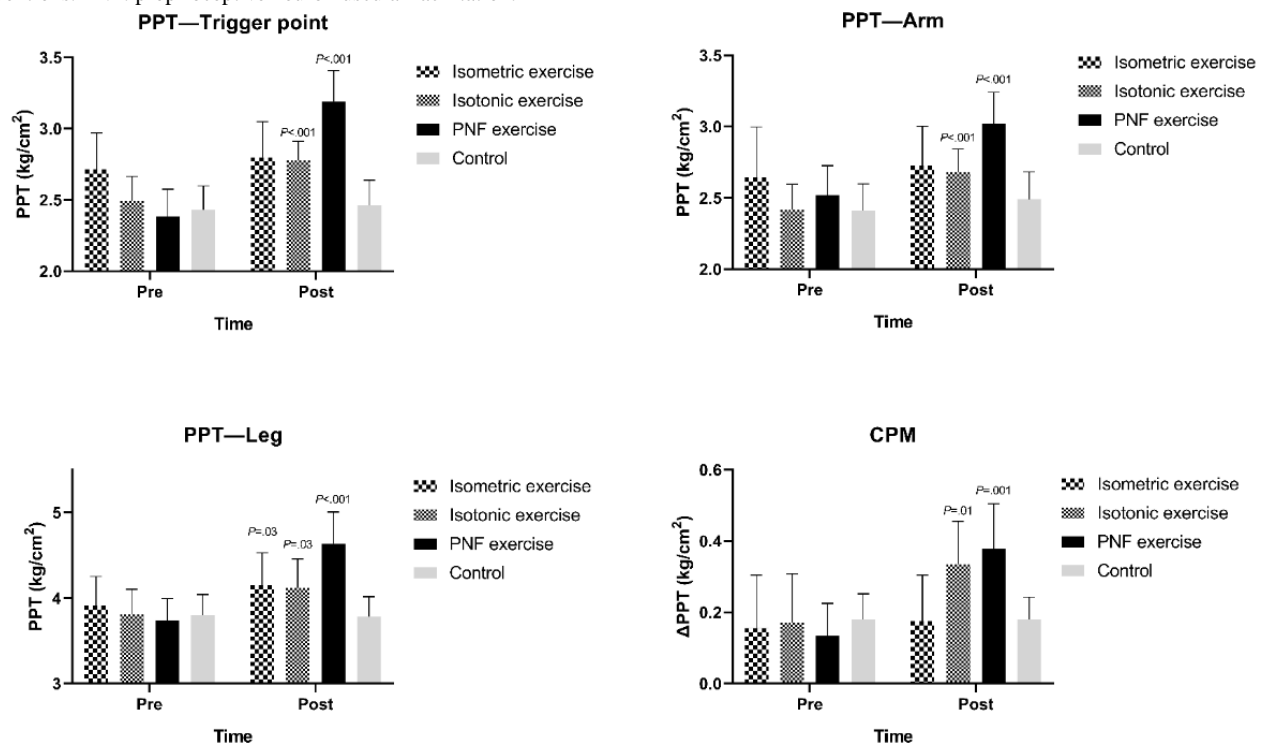 PPT—Trigger point
3.5
3.0
2.5
2.0
PPT (kg/cm²)
P<.001
P<.001
Pre
Post
Time
Isometric exercise
Isotonic exercise
PNF exercise
Control
PPT—Arm
3.5
3.0
2.5
2.0
PPT (kg/cm²)
P<.001
P<.001
Pre
Post
Time
Isometric exercise
Isotonic exercise
PNF exercise
Control
PPT—Leg
5
4
3
PPT (kg/cm²)
P=.03
P=.03
P<.001
Pre
Post
Time
Isometric exercise
Isotonic exercise
PNF exercise
Control
CPM
0.6
0.4
0.2
0.0
ΔPPT (kg/cm²)
P=.01
P=.001
Pre
Post
Time
Isometric exercise
Isotonic exercise
PNF exercise
Control